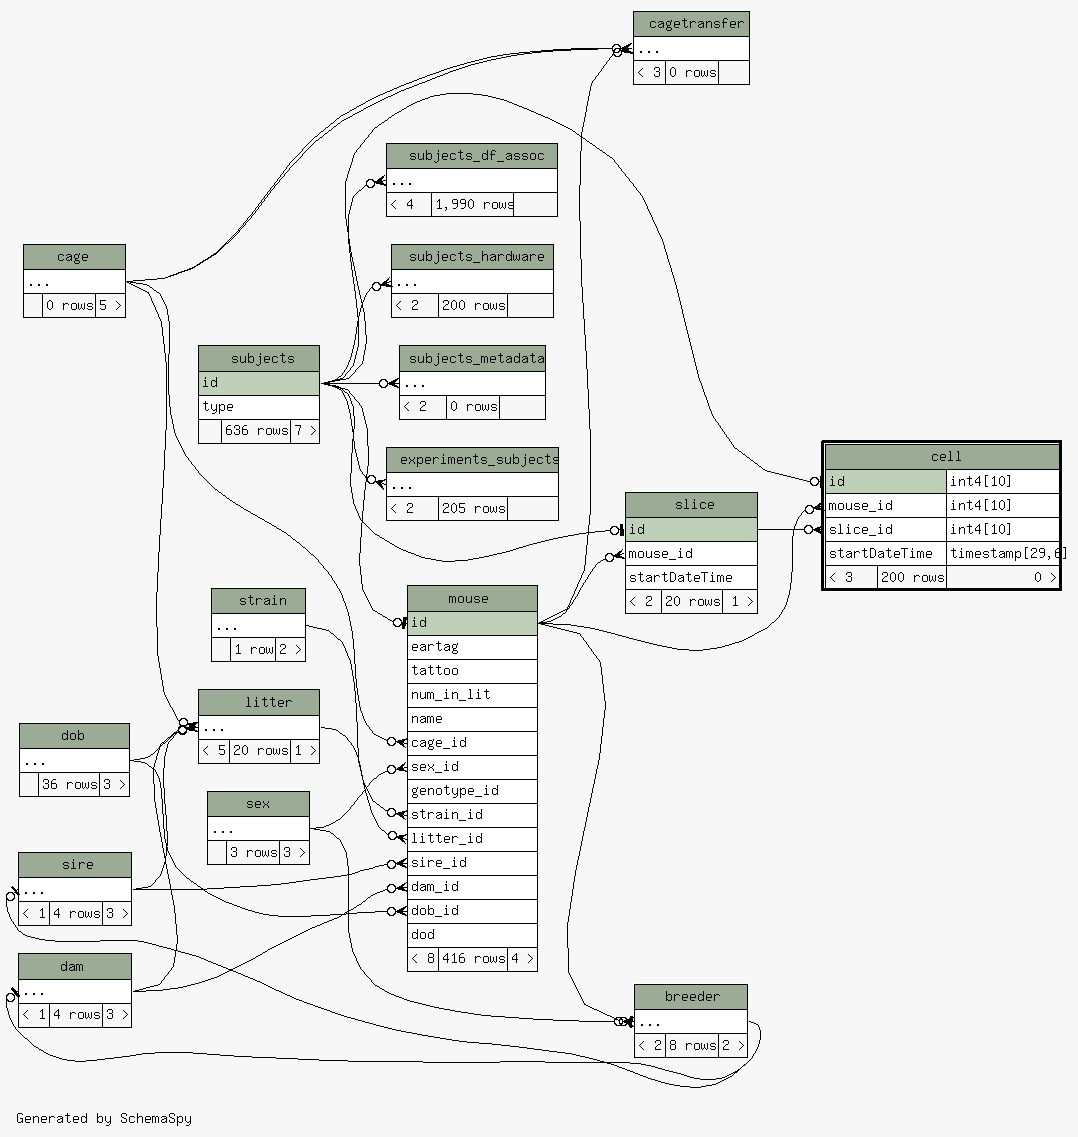 cagetransfer
...
< 3 0 rows
subjects_df_assoc
...
< 4 1,990 rows
cage
...
0 rows 5 >
subjects_hardware
...
< 2 200 rows
subjects
id
type
636 rows 7 >
subjects_metadata
...
< 2 0 rows
experiments_subjects
...
< 2 205 rows
cell
id int4[10]
mouse_id int4[10]
slice_id int4[10]
startDateTime timestamp[29,6]
< 3 200 rows 0 >
slice
id
mouse_id
startDateTime
< 2 20 rows 1 >
strain
...
1 row 2 >
mouse
id
eartag
tattoo
num_in_lit
name
cage_id
sex_id
genotype_id
strain_id
litter_id
sire_id
dam_id
dob_id
dod
< 8 416 rows 4 >
litter
...
< 5 20 rows 1 >
dob
...
36 rows 3 >
sex
...
3 rows 3 >
sire
...
< 1 4 rows 3 >
dam
...
< 1 4 rows 3 >
breeder
...
< 2 8 rows 2 >
Generated by SchemaSpy